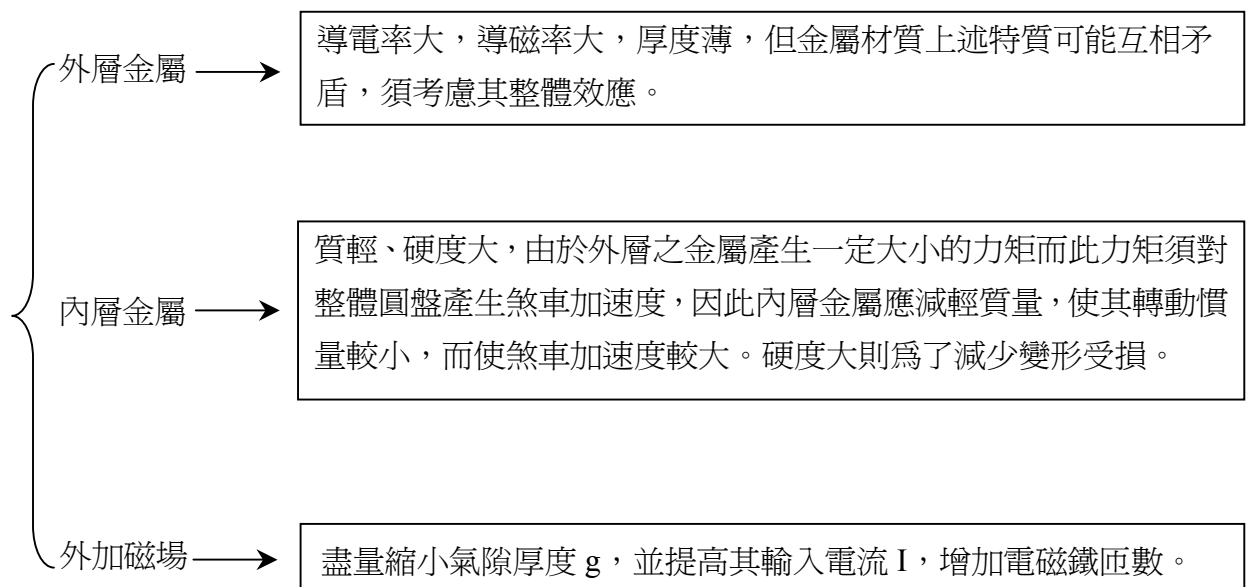 外層金屬
導電率大，導磁率大，厚度薄，但金屬材質上述特質可能互相矛
盾，須考慮其整體效應。
內層金屬
質輕、硬度大，由於外層之金屬產生一定大小的力矩而此力矩須對
整體圓盤產生煞車加速度，因此內層金屬應減輕質量，使其轉動慣
量較小，而使煞車加速度較大。硬度大則為了減少變形受損。
外加磁場
盡量縮小氣隙厚度 g，並提高其輸入電流 I，增加電磁鐵匝數。